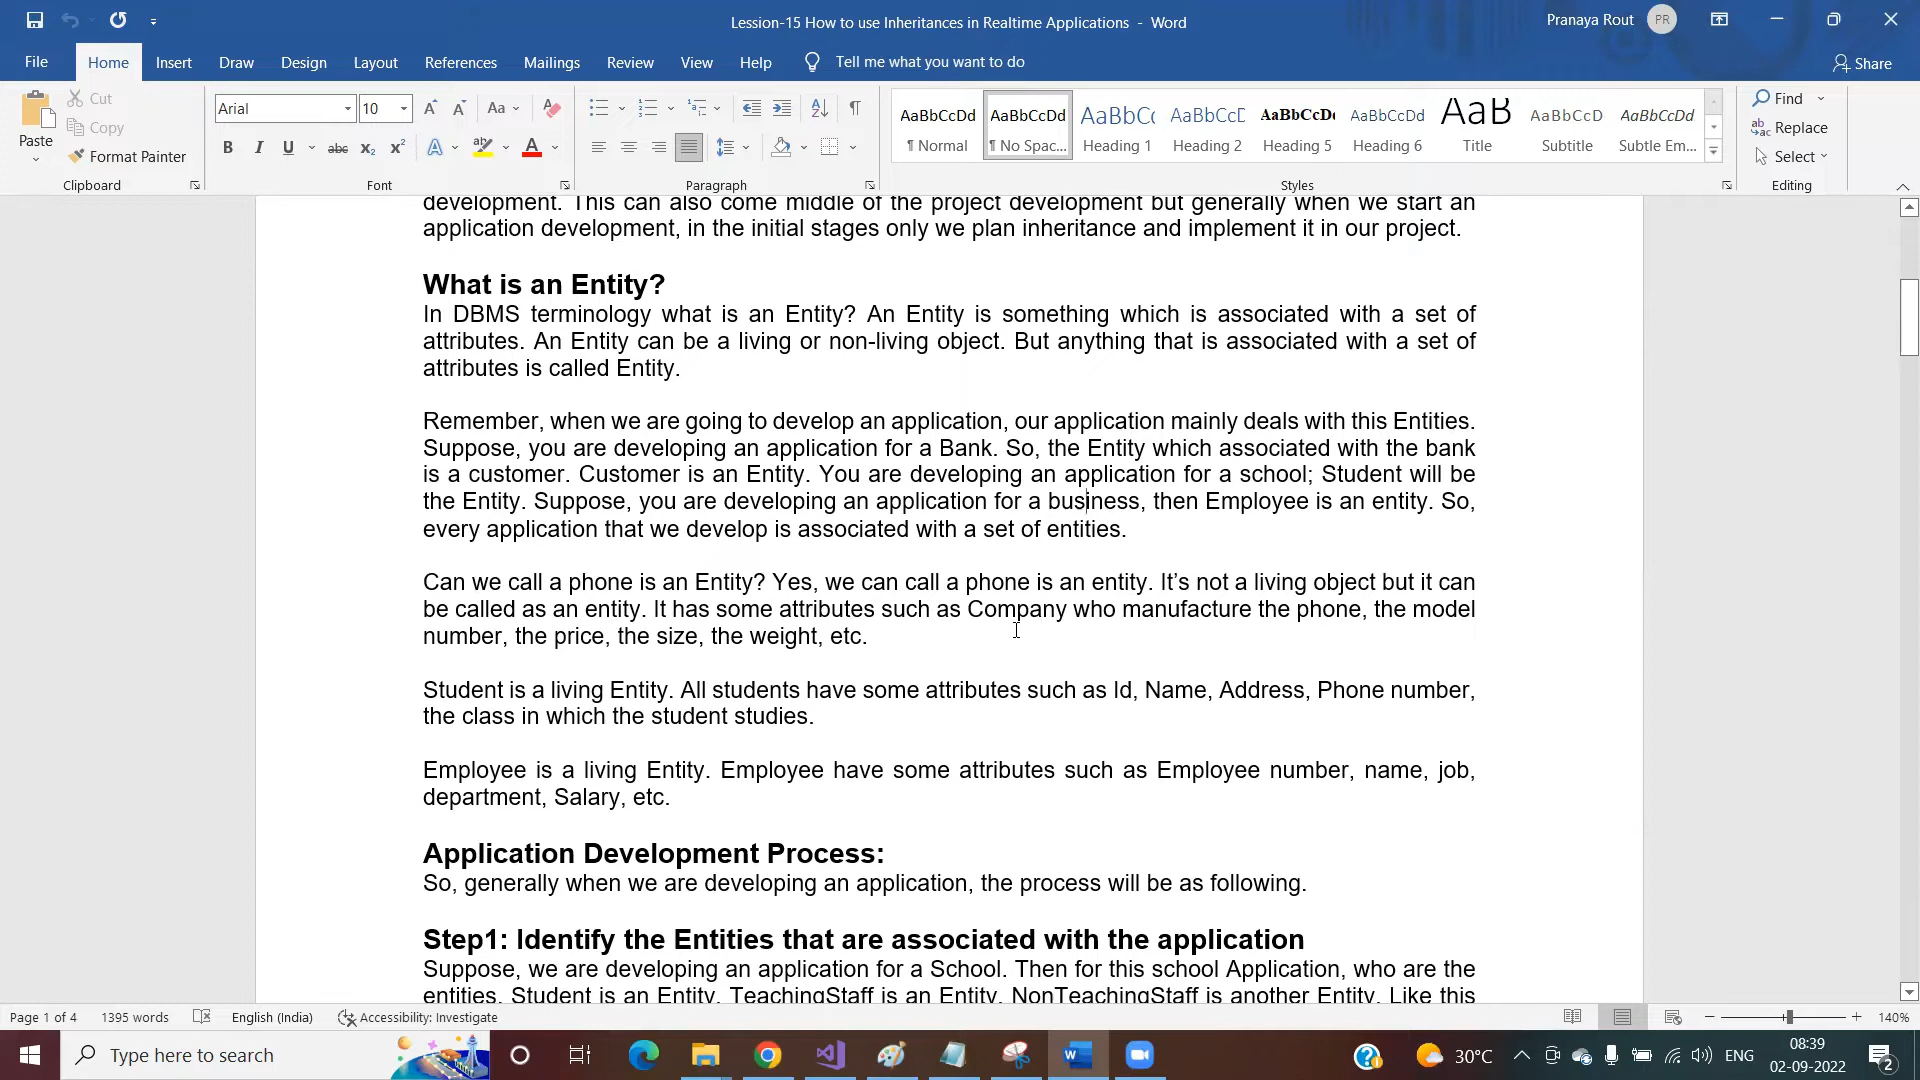 Lession-15 How to use Inheritances in Realtime Applications - Word
Pranaya Rout
PR
File
Home
Insert
Draw
Design
Layout
References
Mailings
Review
View
Help
Tell me what you want to do
Share
Paste
Cut
Copy
Format Painter
Clipboard
Arial
10
Font
Paragraph
AaBbCcDd
¶ Normal
AaBbCcDd
¶ No Spac...
AaBbC(
Heading 1
AaBbCcE
Heading 2
AaBbCcDc
Heading 5
AaBbCcDd
Heading 6
AaB
Title
AaBbCcD
Subtitle
AaBbCcDd
Subtle Em...
Styles
Find
Replace
Select
Editing
development. This can also come middle of the project development but generally when we start an
application development, in the initial stages only we plan inheritance and implement it in our project.
What is an Entity?
In DBMS terminology what is an Entity? An Entity is something which is associated with a set of
attributes. An Entity can be a living or non-living object. But anything that is associated with a set of
attributes is called Entity.
Remember, when we are going to develop an application, our application mainly deals with this Entities.
Suppose, you are developing an application for a Bank. So, the Entity which associated with the bank
is a customer. Customer is an Entity. You are developing an application for a school; Student will be
the Entity. Suppose, you are developing an application for a business, then Employee is an entity. So,
every application that we develop is associated with a set of entities.
Can we call a phone is an Entity? Yes, we can call a phone is an entity. It’s not a living object but it can
be called as an entity. It has some attributes such as Company who manufacture the phone, the model
number, the price, the size, the weight, etc.
Student is a living Entity. All students have some attributes such as Id, Name, Address, Phone number,
the class in which the student studies.
Employee is a living Entity. Employee have some attributes such as Employee number, name, job,
department, Salary, etc.
Application Development Process:
So, generally when we are developing an application, the process will be as following.
Step1: Identify the Entities that are associated with the application
Suppose, we are developing an application for a School. Then for this school Application, who are the
entities. Student is an Entity. TeachingStaff is an Entity. NonTeachingStaff is another Entity. Like this
Page 1 of 4
1395 words
English (India)
Accessibility: Investigate
140%
Type here to search
30°C
ENG
08:39
02-09-2022
2